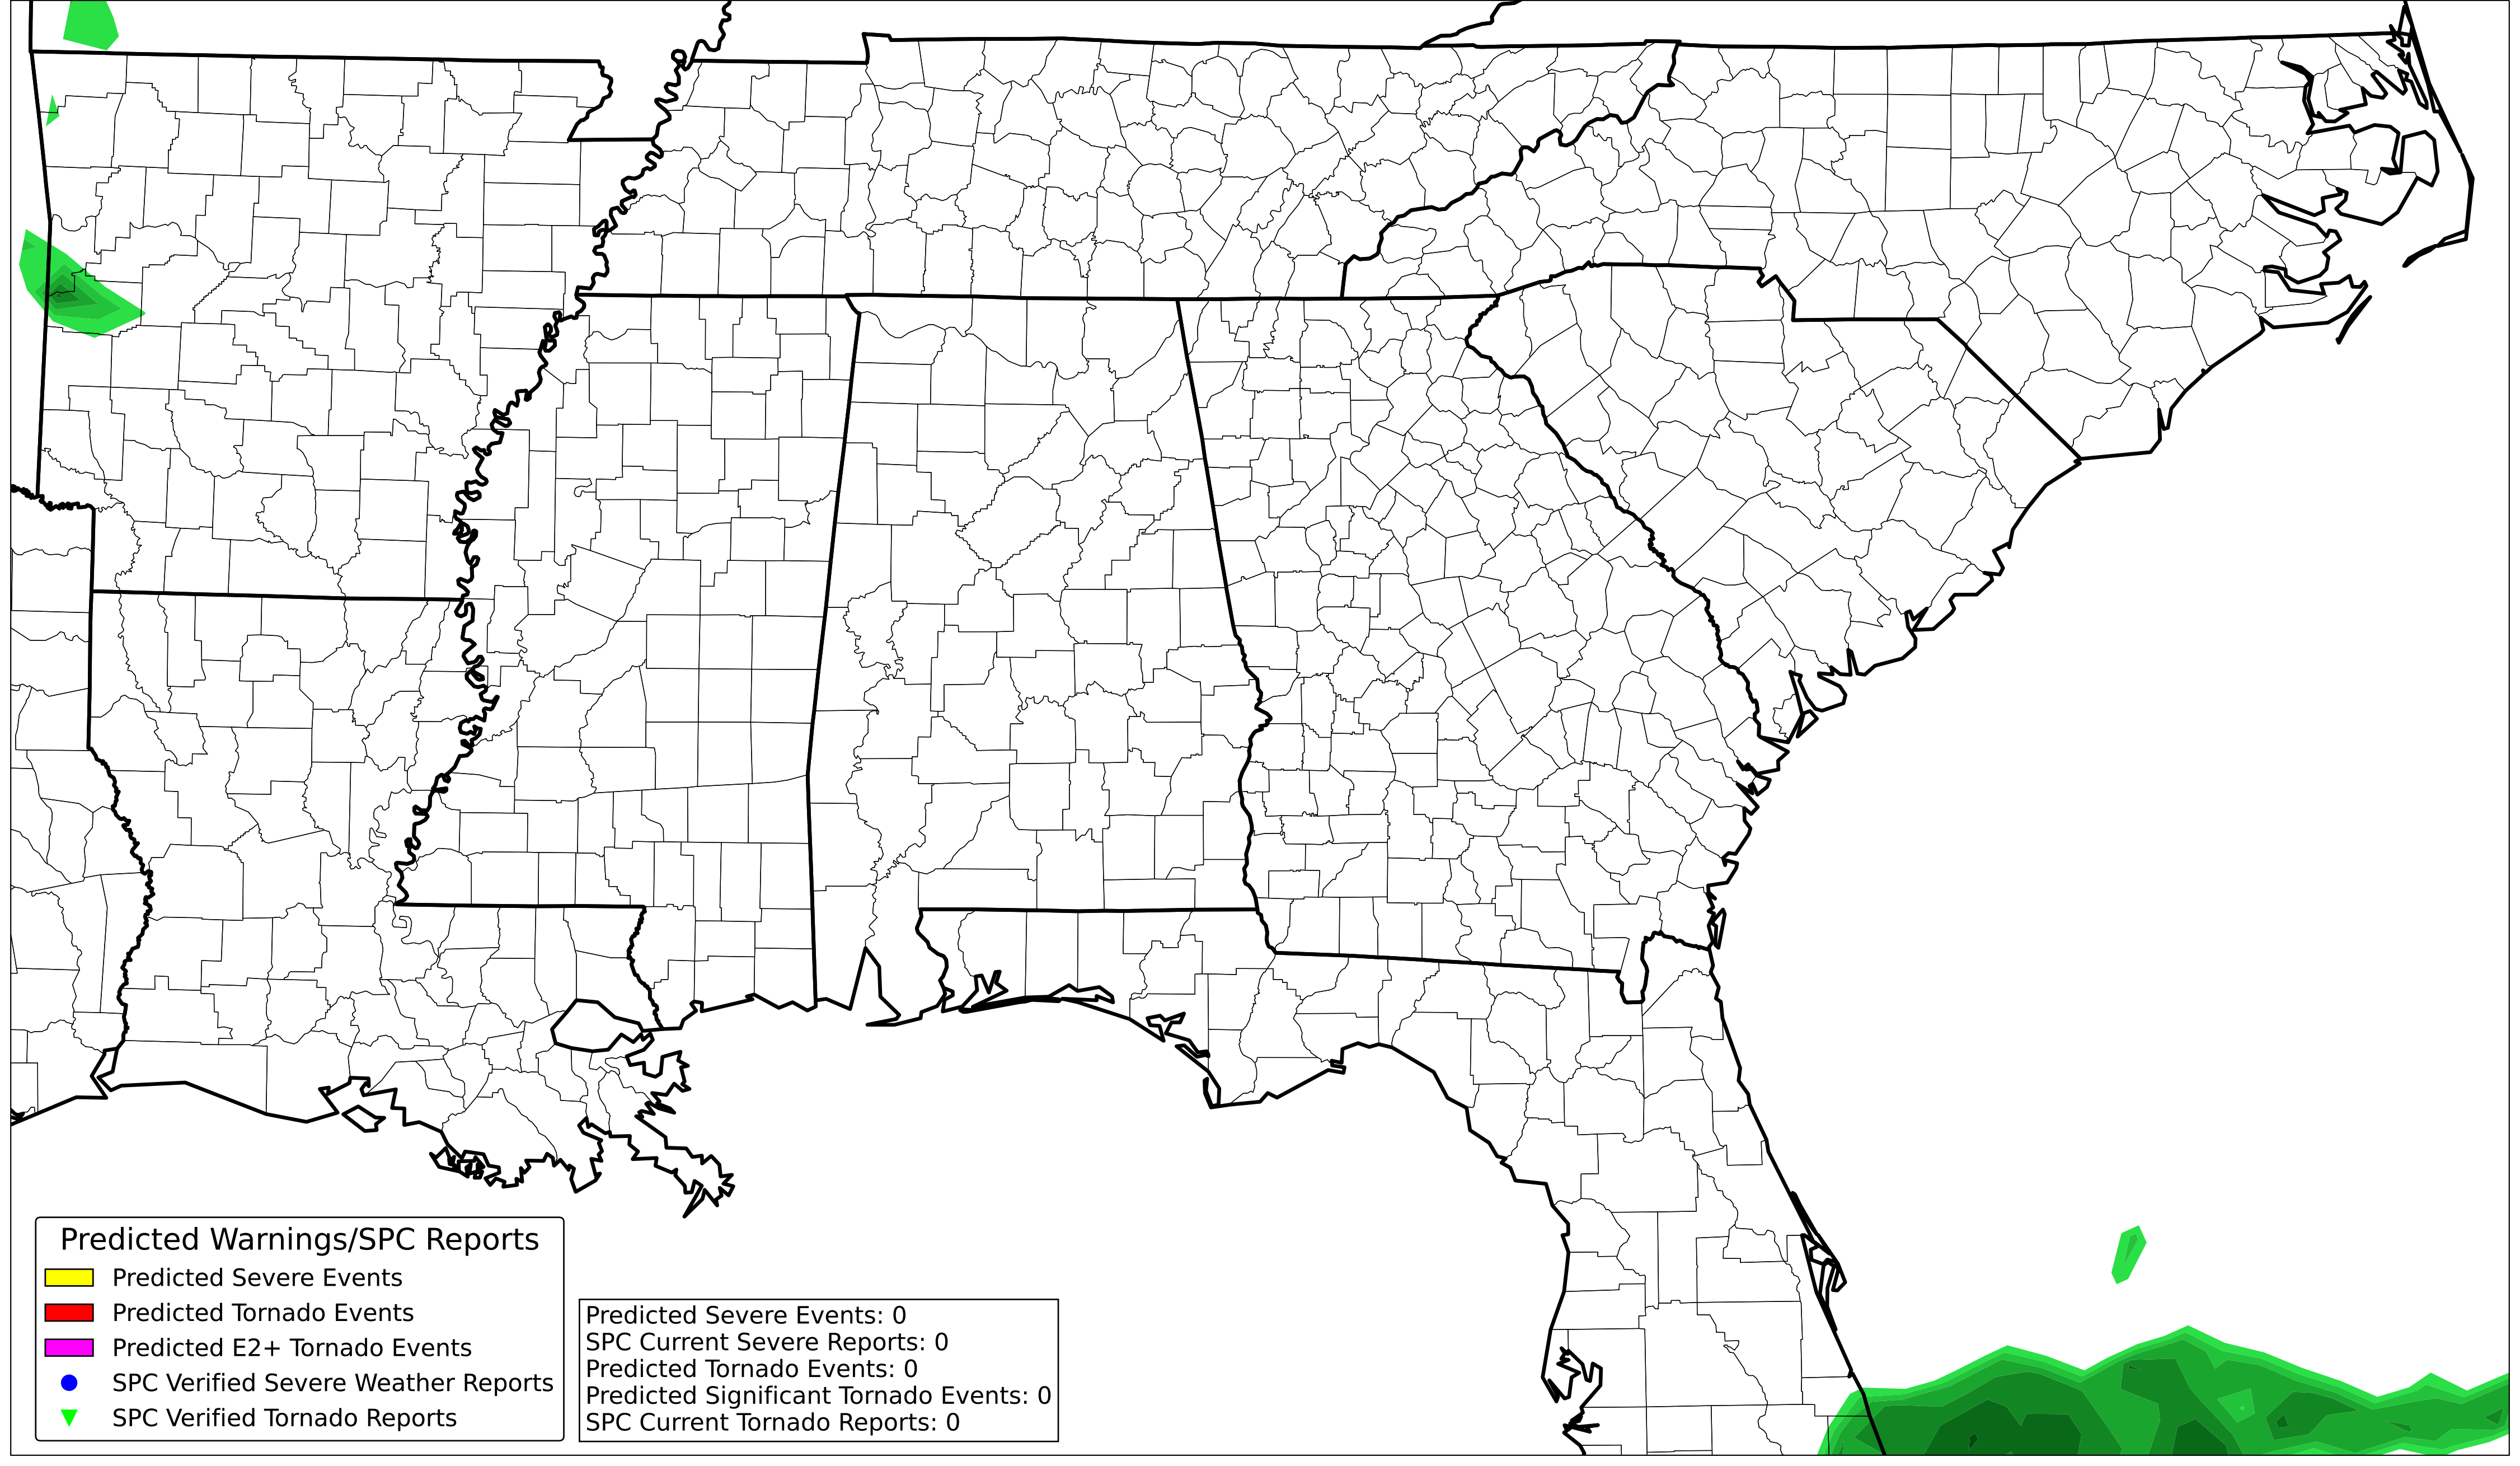 Predicted Warnings/SPC Reports
Predicted Severe Events
Predicted Tornado Events
Predicted E2+ Tornado Events
SPC Verified Severe Weather Reports
SPC Verified Tornado Reports
Predicted Severe Events: 0
SPC Current Severe Reports: 0
Predicted Tornado Events: 0
Predicted Significant Tornado Events: 0
SPC Current Tornado Reports: 0